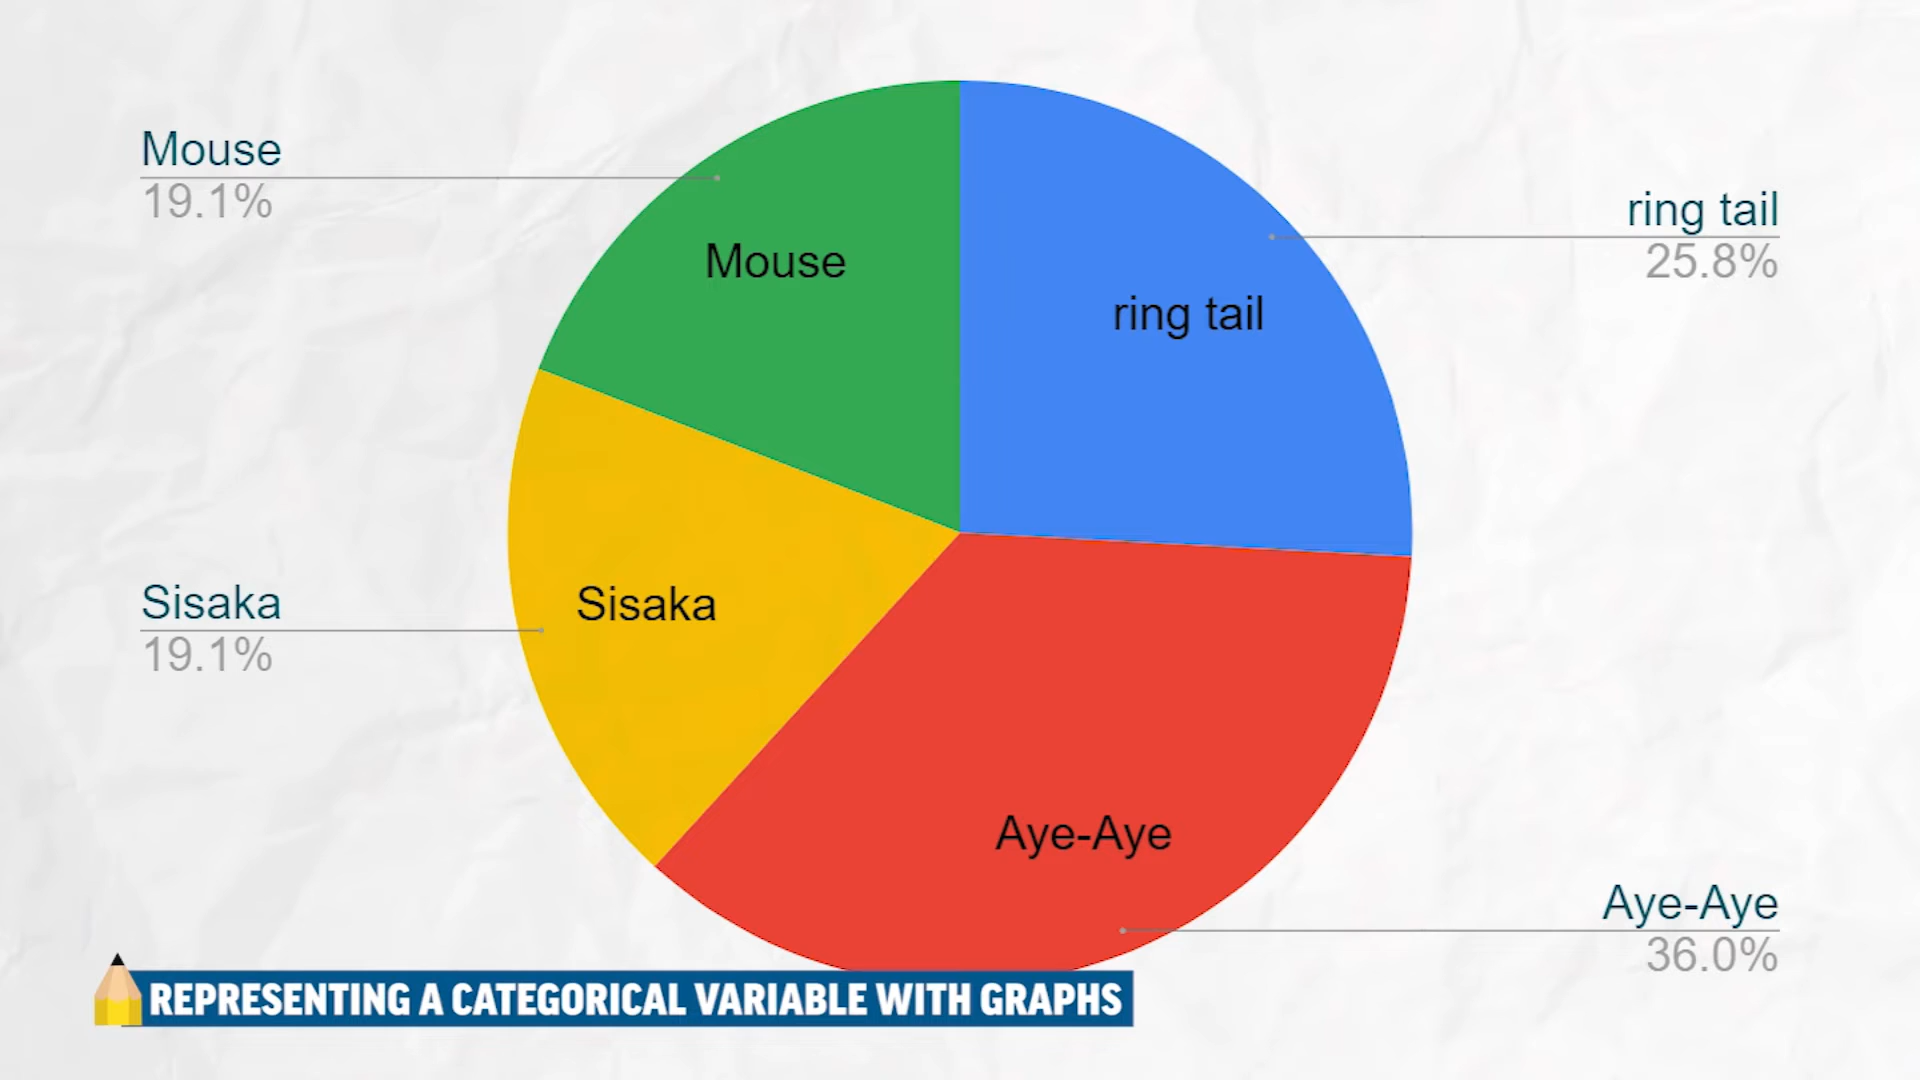 Mouse
19.1%
ring tail
25.8%
Mouse
ring tail
Sisaka
19.1%
Sisaka
Aye-Aye
Aye-Aye
36.0%
REPRESENTING A CATEGORICAL VARIABLE WITH GRAPHS